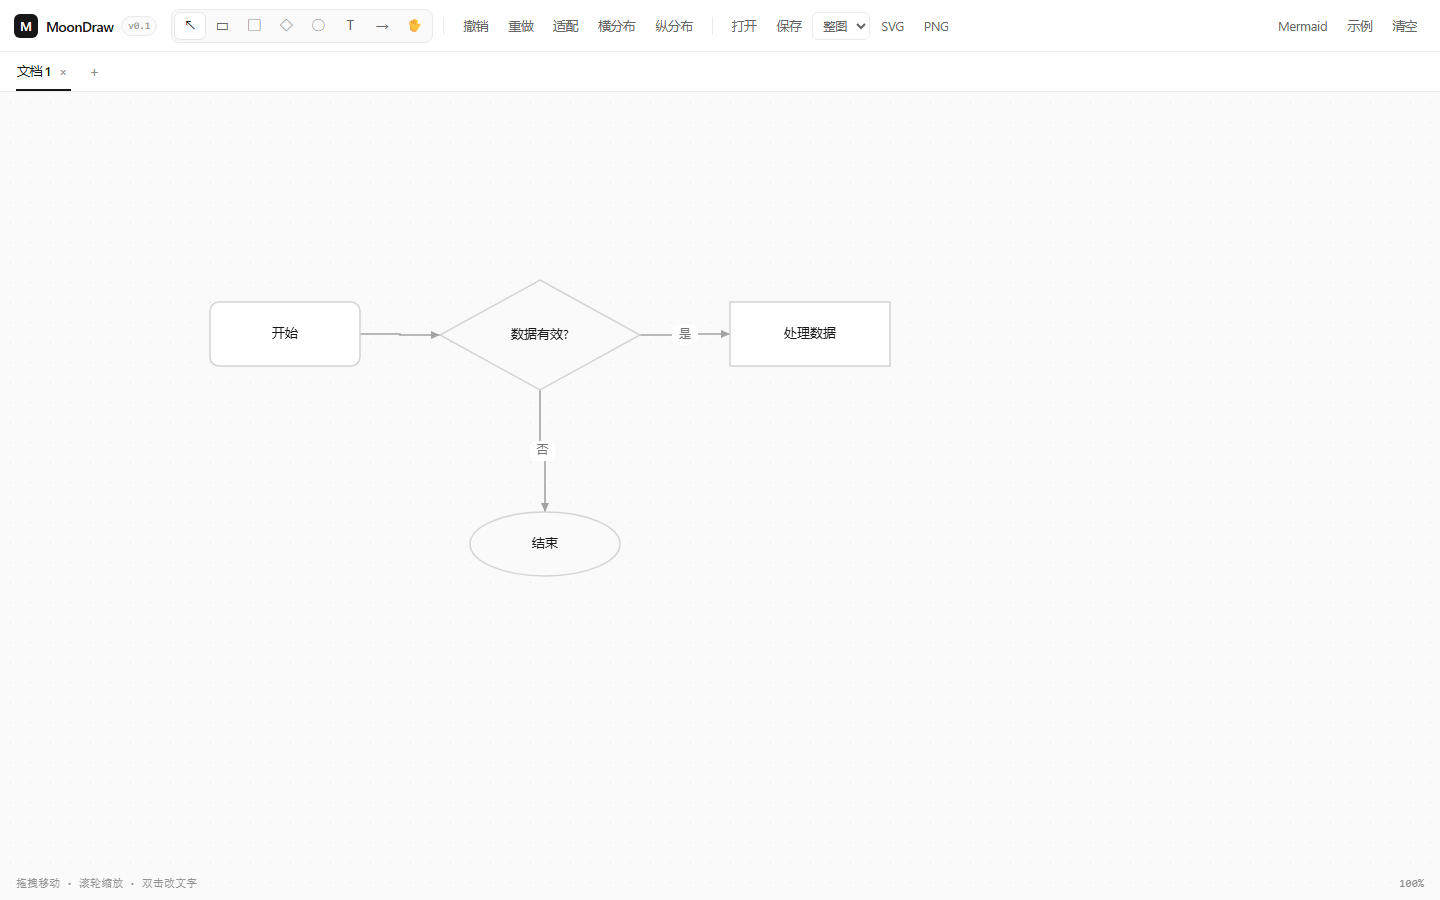 M MoonDraw v0.1 T 撤销 重做 适配 横分布 纵分布 打开 保存 整图 SVG PNG Mermaid 示例 清空
文档 1 × +
开始 数据有效? 是 处理数据
否
结束
拖拽移动 · 滚轮缩放 · 双击改文字 100%